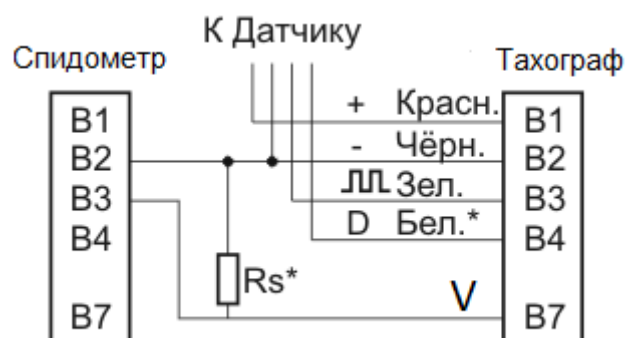 К Датчику
Спидометр
Тахограф
B1 + Красн. B1
B2 - Чёрн. B2
B3 Зел. B3
B4 D Бел.* B4
Rs*
B7 V B7